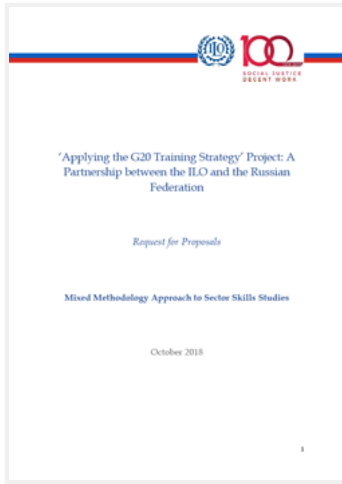 ILO
100
SOCIAL JUSTICE
DECENT WORK
'Applying the G20 Training Strategy' Project: A
Partnership between the ILO and the Russian
Federation
Request for Proposals
Mixed Methodology Approach to Sector Skills Studies
October 2018
1